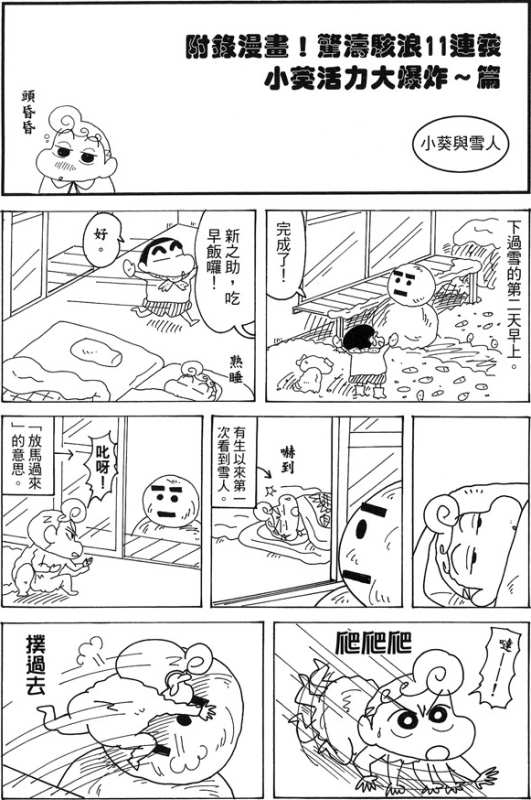 附錄漫畫！驚濤駭浪11連發
小葵活力大爆炸～篇
頭昏昏
小葵與雪人
下過雪的第二天早上。
完成了！
新之助，吃
早飯囉！
好。
熟睡
嚇到
有生以來第一
次看到雪人。
叱呀！
「放馬過來
」的意思。
噠──！
爬爬爬
撲過去